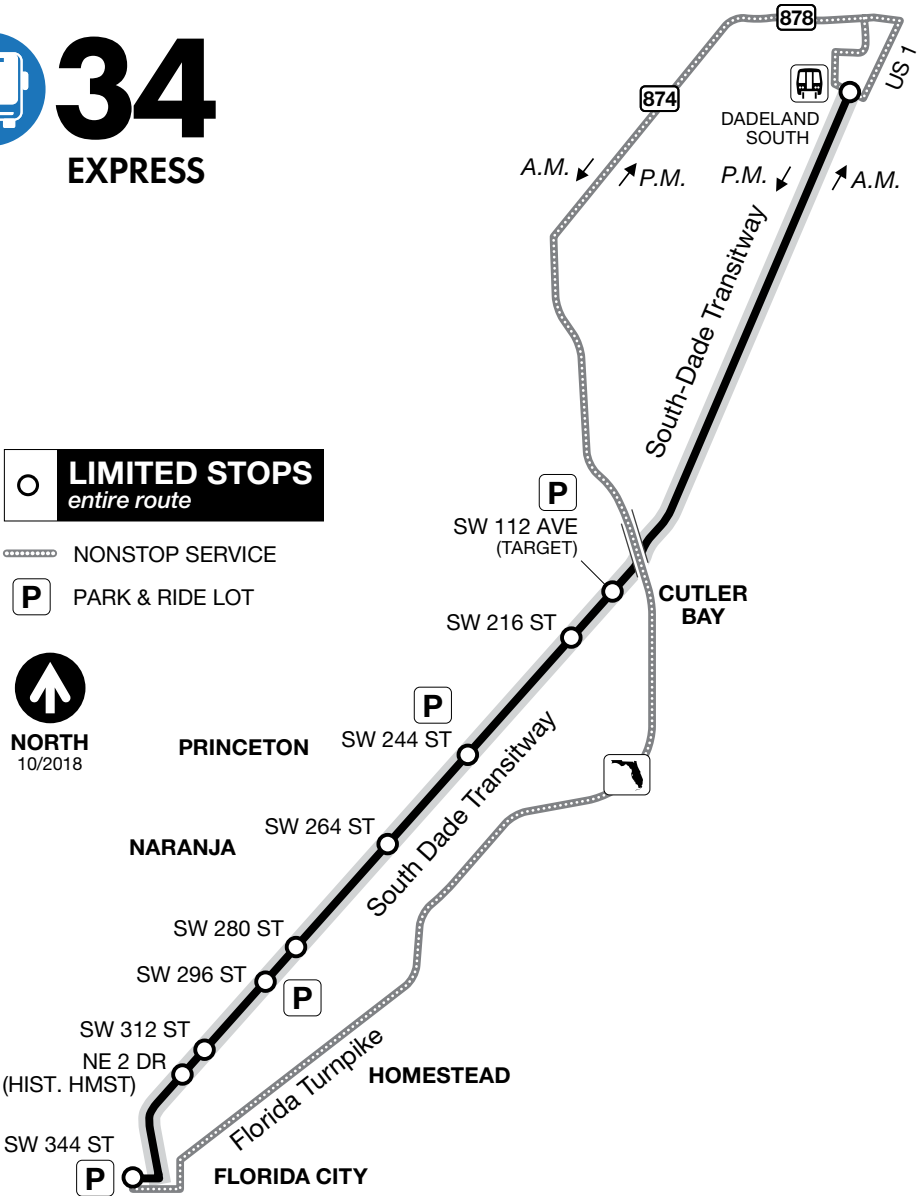 34
EXPRESS
878
US 1
874
DADELAND
SOUTH
A.M.
P.M.
P.M.
A.M.
South-Dade Transitway
LIMITED STOPS
entire route
NONSTOP SERVICE
P
PARK & RIDE LOT
P
SW 112 AVE
(TARGET)
CUTLER
BAY
SW 216 ST
NORTH
10/2018
P
PRINCETON
SW 244 ST
South Dade Transitway
NARANJA
SW 264 ST
SW 280 ST
SW 296 ST
P
SW 312 ST
NE 2 DR
(HIST. HMST)
Florida Turnpike
HOMESTEAD
SW 344 ST
P
FLORIDA CITY